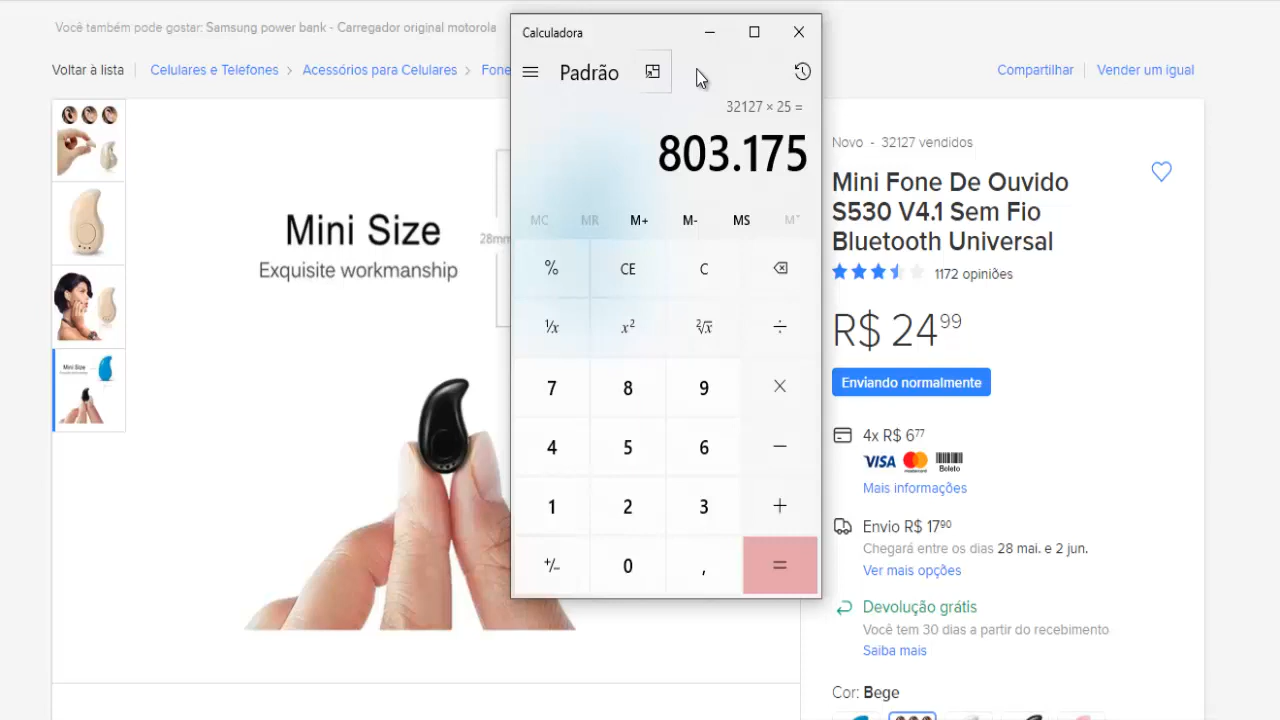 Você também pode gostar: Samsung power bank - Carregador original motorola
Voltar à lista
Celulares e Telefones > Acessórios para Celulares > Fone
Compartilhar
Vender um igual
Mini Size
Exquisite workmanship
28mm
Mini Size
Calculadora
Padrão
32127 × 25 =
803.175
MC MR M+ M- MS M˅
% CE C
¹/x x² ²√x ÷
7 8 9 ×
4 5 6 −
1 2 3 +
+/− 0 , =
Novo - 32127 vendidos
Mini Fone De Ouvido
S530 V4.1 Sem Fio
Bluetooth Universal
1172 opiniões
R$ 24 99
Enviando normalmente
4x R$ 6 77
VISA mastercard Boleto
Mais informações
Envio R$ 17 90
Chegará entre os dias 28 mai. e 2 jun.
Ver mais opções
Devolução grátis
Você tem 30 dias a partir do recebimento
Saiba mais
Cor: Bege